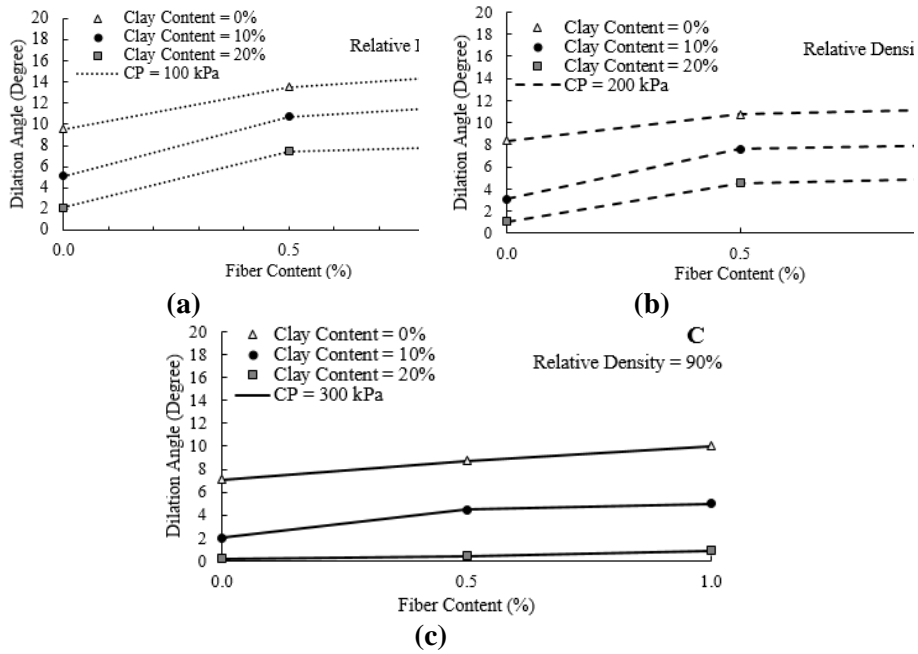 20
18
16
14
12
10
8
6
4
2
0
Dilation Angle (Degree)
Clay Content = 0%
Clay Content = 10%
Clay Content = 20%
CP = 100 kPa
Relative
0.0
0.5
Fiber Content (%)
(a)
20
18
16
14
12
10
8
6
4
2
0
Dilation Angle (Degree)
Clay Content = 0%
Clay Content = 10%
Clay Content = 20%
CP = 200 kPa
Relative Densi
0.0
0.5
Fiber Content (%)
(b)
20
18
16
14
12
10
8
6
4
2
0
Dilation Angle (Degree)
Clay Content = 0%
Clay Content = 10%
Clay Content = 20%
CP = 300 kPa
C
Relative Density = 90%
0.0
0.5
1.0
Fiber Content (%)
(c)